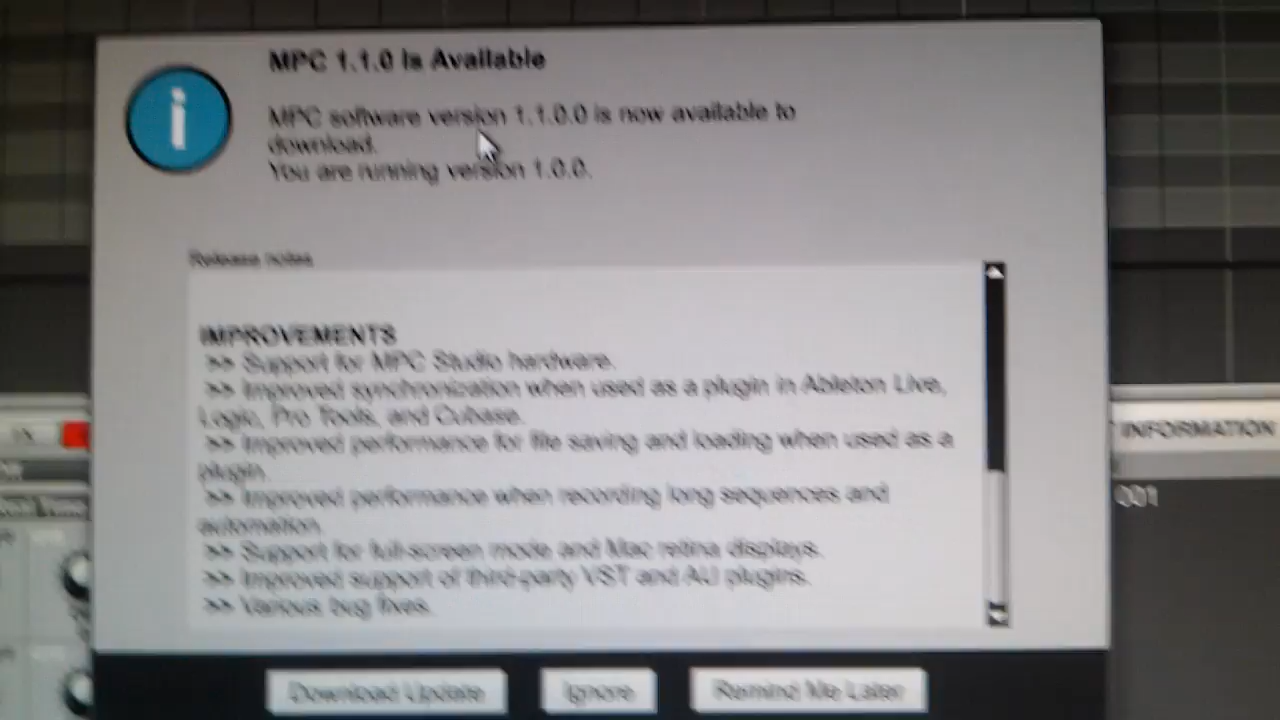 MPC 1.1.0 Is Available
MPC software version 1.1.0.0 is now available to
download.
You are running version 1.0.0.
Release notes
IMPROVEMENTS
>> Support for MPC Studio hardware.
>> Improved synchronization when used as a plugin in Ableton Live,
Logic, Pro Tools, and Cubase.
>> Improved performance for file saving and loading when used as a
plugin.
>> Improved performance when recording long sequences and
automation.
>> Support for full-screen mode and Mac retina displays.
>> Improved support of third-party VST and AU plugins.
>> Various bug fixes.
INFORMATION
001
Download Update
Ignore
Remind Me Later